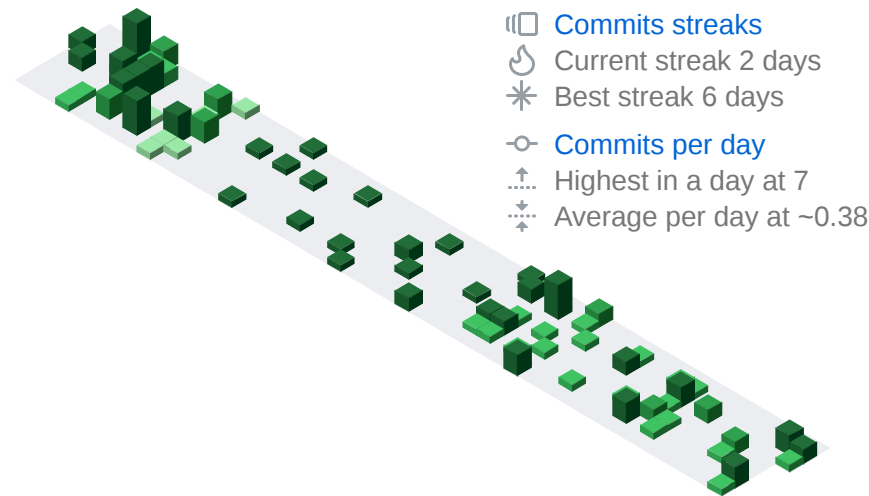 Commits streaks
Current streak 2 days
Best streak 6 days
Commits per day
Highest in a day at 7
Average per day at ~0.38